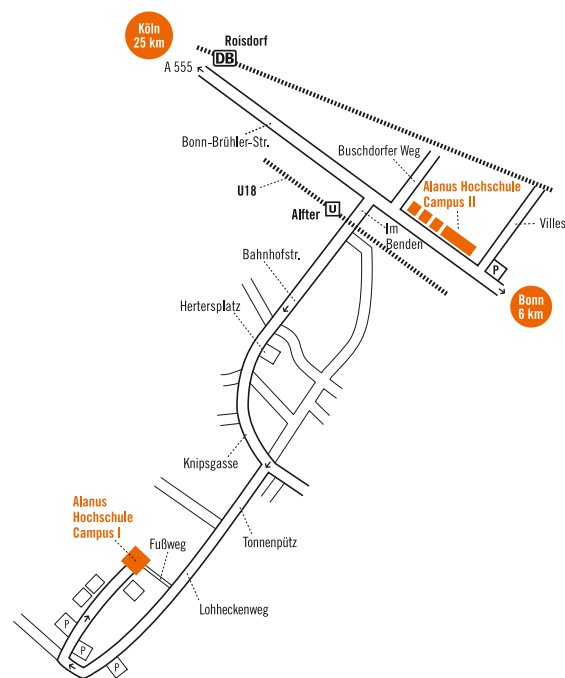 Köln
25 km
Roisdorf
DB
A 555
Bonn-Brühler-Str.
Buschdorfer Weg
U18
Alanus Hochschule
Campus II
Alfter
U
Villes
Im
Benden
Bahnhofstr.
P
Bonn
6 km
Hertersplatz
Knipsgasse
Alanus
Hochschule
Campus I
Fußweg
Tonnenpütz
Lohheckenweg
P
P
P